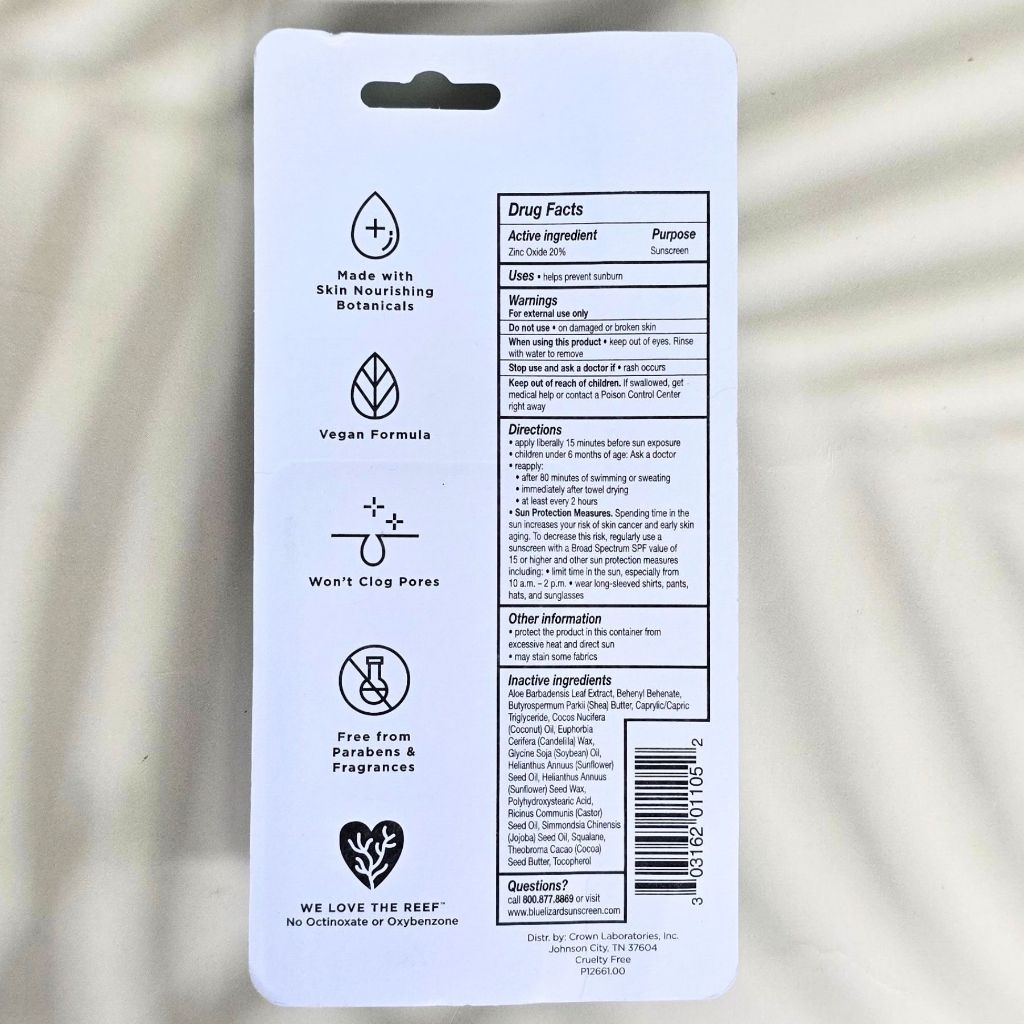 Made with
Skin Nourishing
Botanicals
Vegan Formula
Won't Clog Pores
Free from
Parabens &
Fragrances
WE LOVE THE REEF™
No Octinoxate or Oxybenzone
Drug Facts
Active ingredient Purpose
Zinc Oxide 20% Sunscreen
Uses • helps prevent sunburn
Warnings
For external use only
Do not use • on damaged or broken skin
When using this product • keep out of eyes. Rinse
with water to remove
Stop use and ask a doctor if • rash occurs
Keep out of reach of children. If swallowed, get
medical help or contact a Poison Control Center
right away
Directions
• apply liberally 15 minutes before sun exposure
• children under 6 months of age: Ask a doctor
• reapply:
• after 80 minutes of swimming or sweating
• immediately after towel drying
• at least every 2 hours
• Sun Protection Measures. Spending time in the
sun increases your risk of skin cancer and early skin
aging. To decrease this risk, regularly use a
sunscreen with a Broad Spectrum SPF value of
15 or higher and other sun protection measures
including: • limit time in the sun, especially from
10 a.m. – 2 p.m. • wear long-sleeved shirts, pants,
hats, and sunglasses
Other information
• protect the product in this container from
excessive heat and direct sun
• may stain some fabrics
Inactive ingredients
Aloe Barbadensis Leaf Extract, Behenyl Behenate,
Butyrospermum Parkii (Shea) Butter, Caprylic/Capric
Triglyceride, Cocos Nucifera
(Coconut) Oil, Euphorbia
Cerifera (Candelilla) Wax,
Glycine Soja (Soybean) Oil,
Helianthus Annuus (Sunflower)
Seed Oil, Helianthus Annuus
(Sunflower) Seed Wax,
Polyhydroxystearic Acid,
Ricinus Communis (Castor)
Seed Oil, Simmondsia Chinensis
(Jojoba) Seed Oil, Squalane,
Theobroma Cacao (Cocoa)
Seed Butter, Tocopherol
Questions?
call 800.877.8869 or visit
www.bluelizardsunscreen.com
3 03162 01105 2
Distr. by: Crown Laboratories, Inc.
Johnson City, TN 37604
Cruelty Free
P12661.00